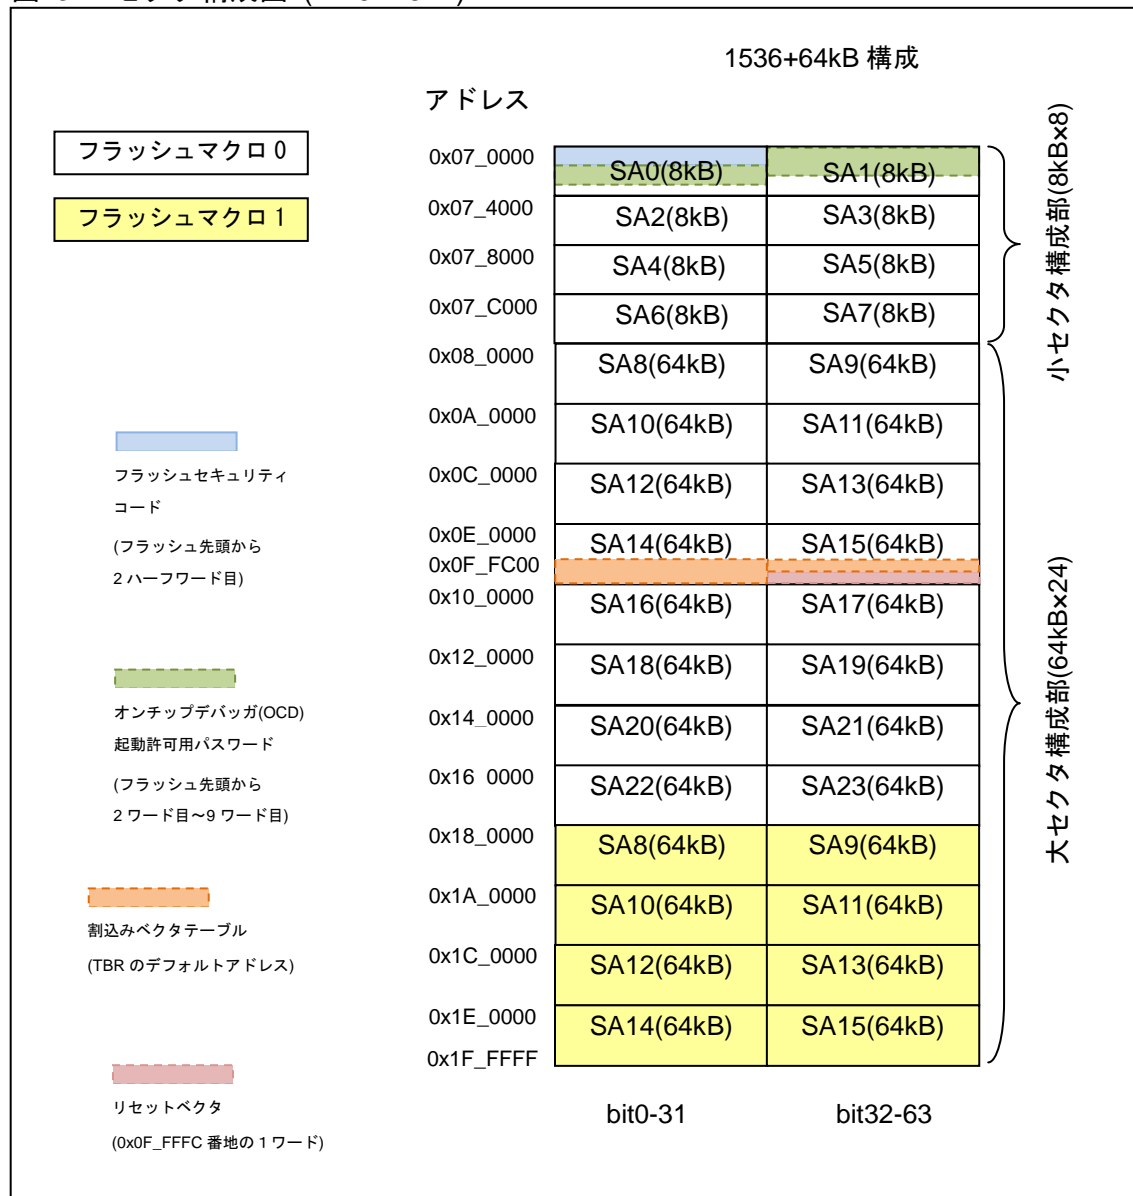 1536+64kB 構成
アドレス
フラッシュマクロ 0
フラッシュマクロ 1
0x07_0000 SA0(8kB) SA1(8kB)
0x07_4000 SA2(8kB) SA3(8kB)
0x07_8000 SA4(8kB) SA5(8kB)
0x07_C000 SA6(8kB) SA7(8kB)
小セクタ構成部(8kB×8)
0x08_0000 SA8(64kB) SA9(64kB)
0x0A_0000 SA10(64kB) SA11(64kB)
0x0C_0000 SA12(64kB) SA13(64kB)
0x0E_0000 SA14(64kB) SA15(64kB)
0x0F_FC00
0x10_0000 SA16(64kB) SA17(64kB)
0x12_0000 SA18(64kB) SA19(64kB)
0x14_0000 SA20(64kB) SA21(64kB)
0x16 0000 SA22(64kB) SA23(64kB)
0x18_0000 SA8(64kB) SA9(64kB)
0x1A_0000 SA10(64kB) SA11(64kB)
0x1C_0000 SA12(64kB) SA13(64kB)
0x1E_0000 SA14(64kB) SA15(64kB)
0x1F_FFFF
大セクタ構成部(64kB×24)
bit0-31 bit32-63
フラッシュセキュリティ
コード
(フラッシュ先頭から
2 ハーフワード目)
オンチップデバッガ(OCD)
起動許可用パスワード
(フラッシュ先頭から
2 ワード目～9 ワード目)
割込みベクタテーブル
(TBR のデフォルトアドレス)
リセットベクタ
(0x0F_FFFC 番地の 1 ワード)